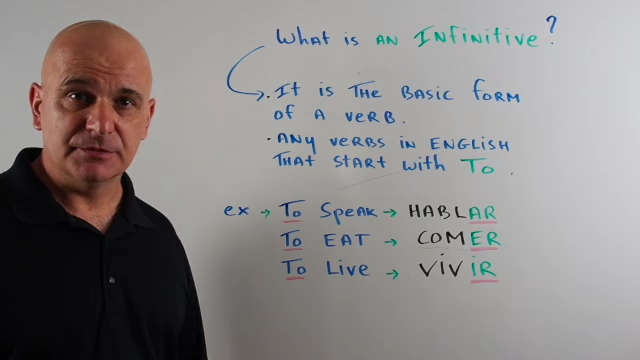 What is AN Infinitive?
• It is The Basic form
of A Verb.
• Any Verbs in English
That start with To.
ex → To Speak → HABLAR
To EAT → COMER
To Live → VIVIR